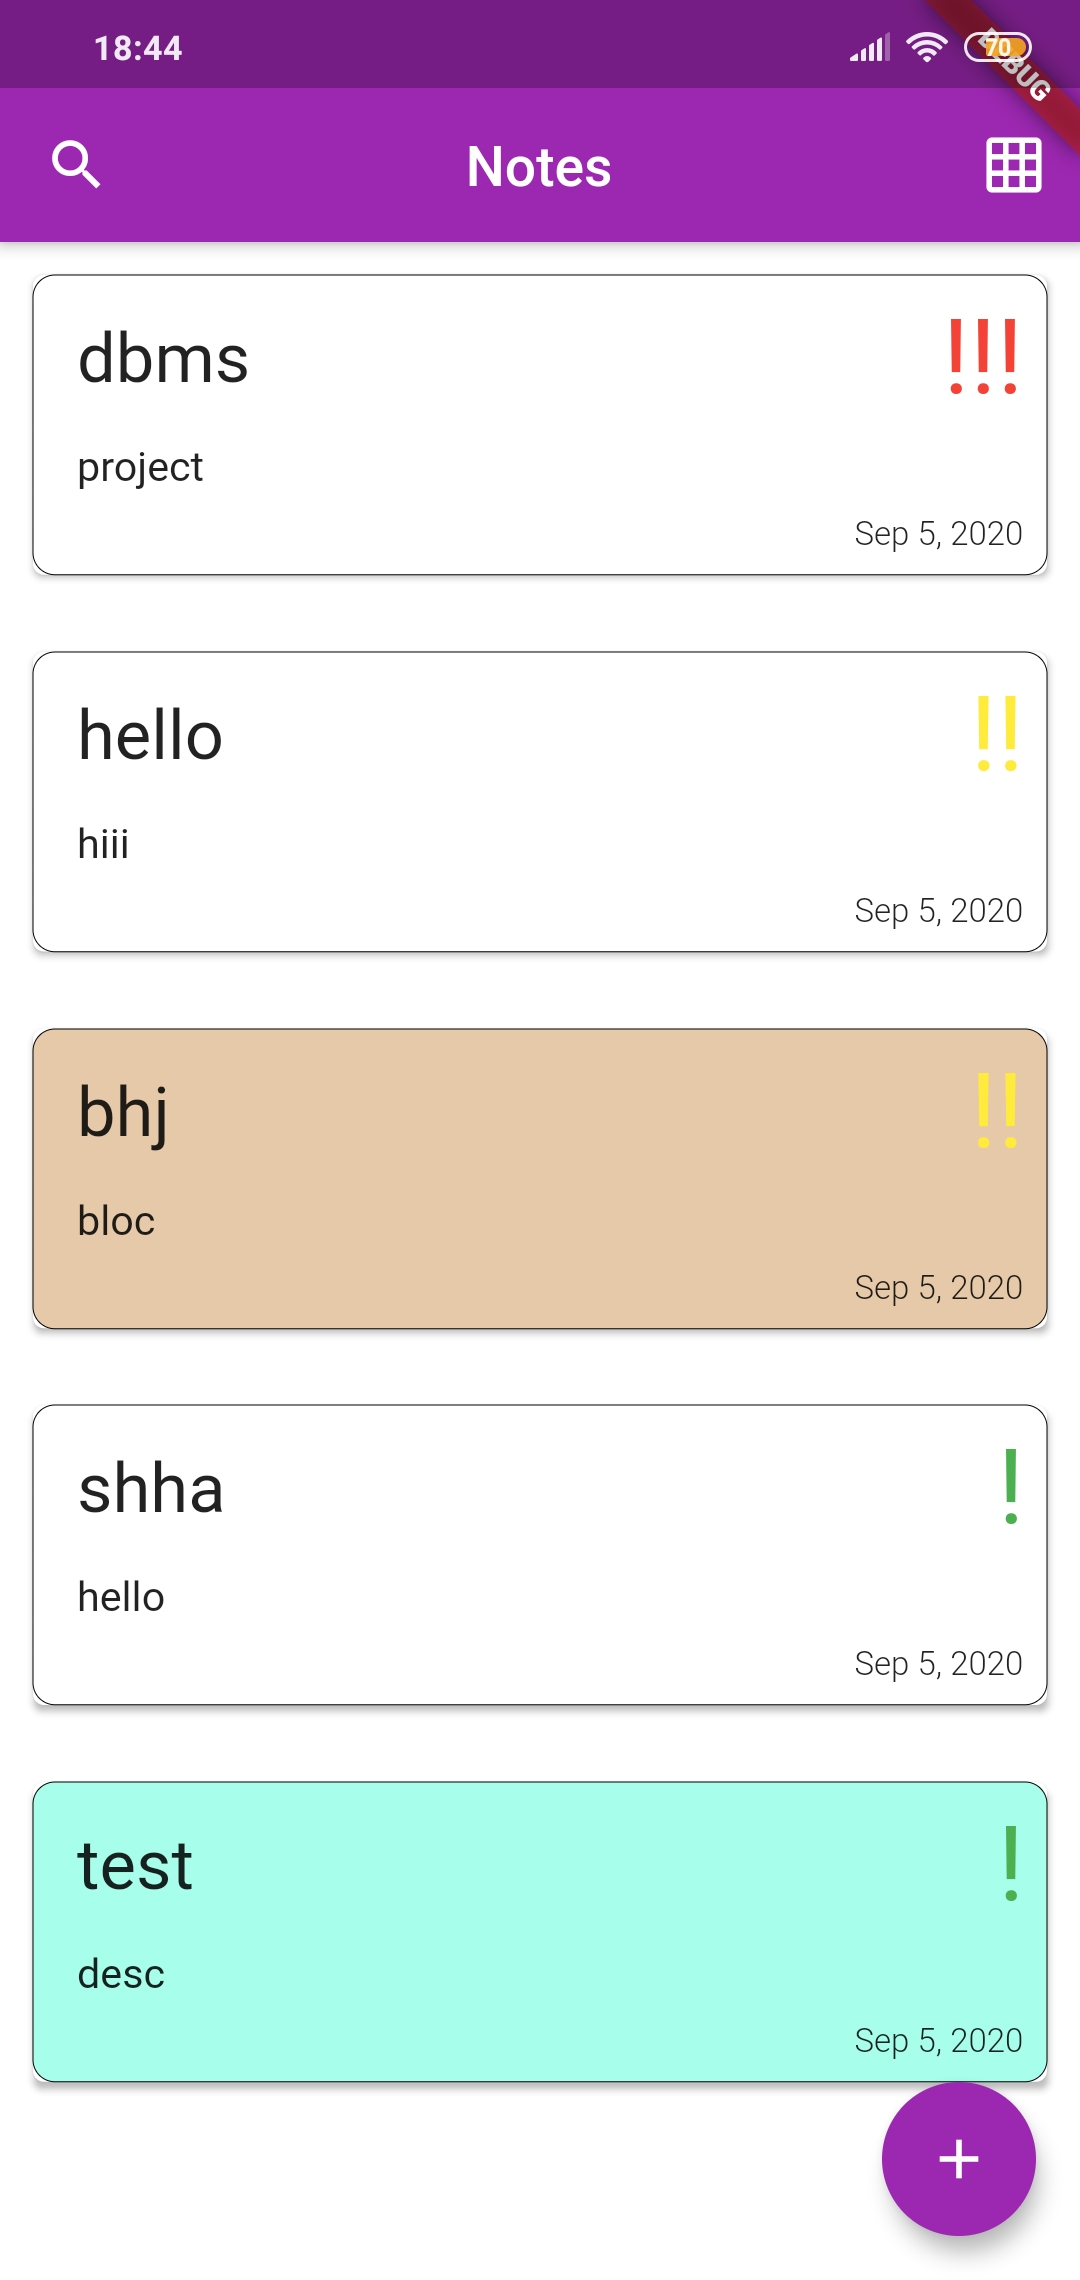 18:44
70
DEBUG
Notes
dbms
!!!
project
Sep 5, 2020
hello
!!
hiii
Sep 5, 2020
bhj
!!
bloc
Sep 5, 2020
shha
!
hello
Sep 5, 2020
test
!
desc
Sep 5, 2020
+